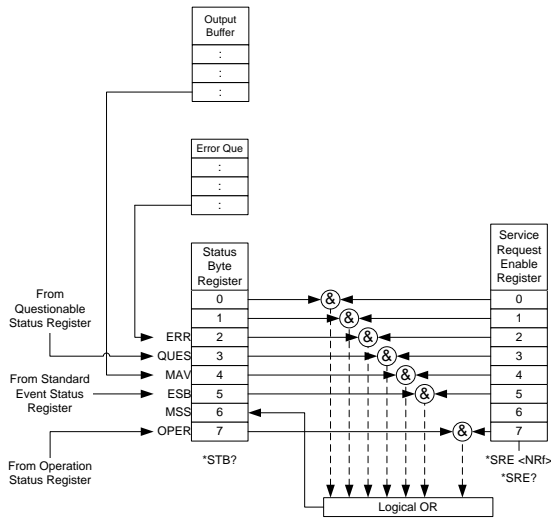 Output
Buffer
:
:
:
Error Que
:
:
:
Status
Byte
Register
Service
Request
Enable
Register
From
Questionable
Status Register
From Standard
Event Status
Register
From Operation
Status Register
0 & 0
1 & 1
ERR 2 & 2
QUES 3 & 3
MAV 4 & 4
ESB 5 & 5
MSS 6 6
OPER 7 & 7
*STB?
*SRE <NRf>
*SRE?
Logical OR